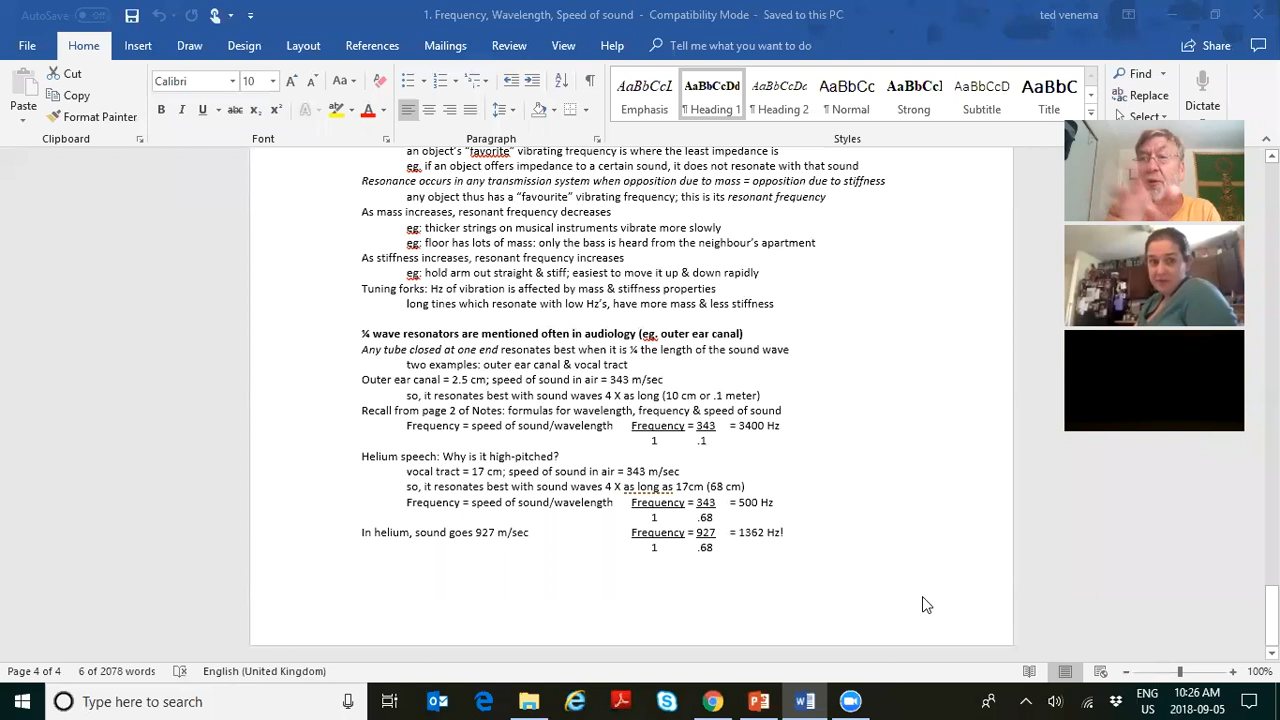 AutoSave Off
1. Frequency, Wavelength, Speed of sound - Compatibility Mode - Saved to this PC
ted venema
File Home Insert Draw Design Layout References Mailings Review View Help Tell me what you want to do Share
Paste
Cut
Copy
Format Painter
Clipboard
Calibri 10
Font
Paragraph
AaBbCcL AaBbCcDd AaBbCcDc AaBbCc AaBbCcI AaBbCcD AaBbCc
Emphasis ¶ Heading 1 ¶ Heading 2 ¶ Normal Strong Subtitle Title
Styles
Find
Replace
Select
Dictate
an object's "favorite" vibrating frequency is where the least impedance is
eg, if an object offers impedance to a certain sound, it does not resonate with that sound
Resonance occurs in any transmission system when opposition due to mass = opposition due to stiffness
any object thus has a "favourite" vibrating frequency; this is its resonant frequency
As mass increases, resonant frequency decreases
eg: thicker strings on musical instruments vibrate more slowly
eg: floor has lots of mass: only the bass is heard from the neighbour's apartment
As stiffness increases, resonant frequency increases
eg: hold arm out straight & stiff; easiest to move it up & down rapidly
Tuning forks: Hz of vibration is affected by mass & stiffness properties
long tines which resonate with low Hz's, have more mass & less stiffness
¼ wave resonators are mentioned often in audiology (eg. outer ear canal)
Any tube closed at one end resonates best when it is ¼ the length of the sound wave
two examples: outer ear canal & vocal tract
Outer ear canal = 2.5 cm; speed of sound in air = 343 m/sec
so, it resonates best with sound waves 4 X as long (10 cm or .1 meter)
Recall from page 2 of Notes: formulas for wavelength, frequency & speed of sound
Frequency = speed of sound/wavelength Frequency = 343 = 3400 Hz
1 .1
Helium speech: Why is it high-pitched?
vocal tract = 17 cm; speed of sound in air = 343 m/sec
so, it resonates best with sound waves 4 X as long as 17cm (68 cm)
Frequency = speed of sound/wavelength Frequency = 343 = 500 Hz
1 .68
In helium, sound goes 927 m/sec Frequency = 927 = 1362 Hz!
1 .68
Page 4 of 4 6 of 2078 words English (United Kingdom) 100%
Type here to search
ENG
US
10:26 AM
2018-09-05